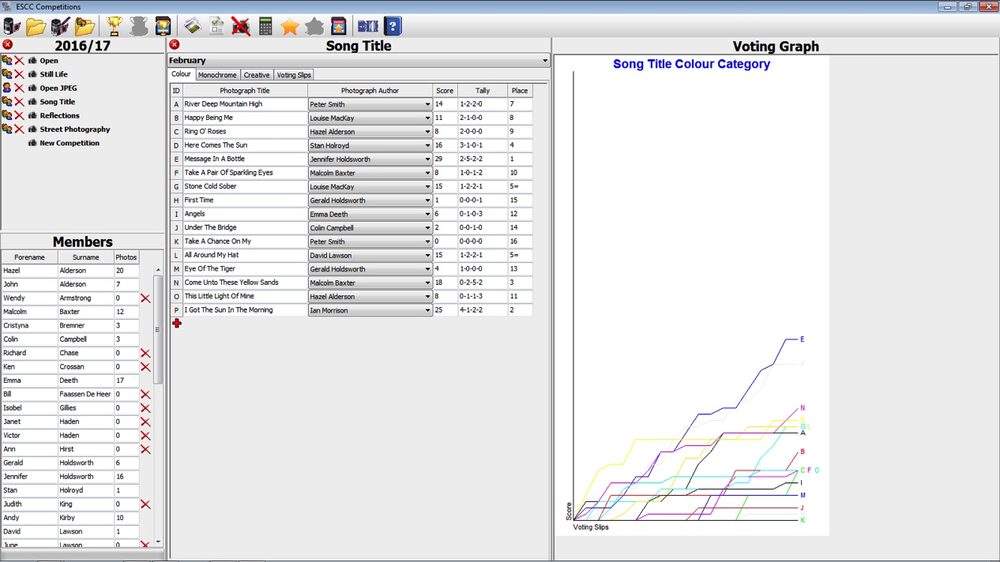 ESCC Competitions
2016/17
Open
Still Life
Open JPEG
Song Title
Reflections
Street Photography
New Competition
Members
Forename Surname Photos
Hazel Alderson 20
John Alderson 7
Wendy Armstrong 0
Malcolm Baxter 12
Cristyna Bremner 3
Colin Campbell 3
Richard Chase 0
Ken Crossan 0
Emma Deeth 17
Bill Faassen De Heer 0
Isobel Gillies 0
Janet Haden 0
Victor Haden 0
Ann Hirst 0
Gerald Holdsworth 6
Jennifer Holdsworth 16
Stan Holroyd 1
Judith King 0
Andy Kirby 10
David Lawson 1
June Lawson 0
Song Title
February
Colour Monochrome Creative Voting Slips
ID Photograph Title Photograph Author Score Tally Place
A River Deep Mountain High Peter Smith 14 1-2-2-0 7
B Happy Being Me Louise MacKay 11 2-1-0-0 8
C Ring O' Roses Hazel Alderson 8 2-0-0-0 9
D Here Comes The Sun Stan Holroyd 16 3-1-0-1 4
E Message In A Bottle Jennifer Holdsworth 29 2-5-2-2 1
F Take A Pair Of Sparkling Eyes Malcolm Baxter 8 1-0-1-2 10
G Stone Cold Sober Louise MacKay 15 1-2-2-1 5=
H First Time Gerald Holdsworth 1 0-0-0-1 15
I Angels Emma Deeth 6 0-1-0-3 12
J Under The Bridge Colin Campbell 2 0-0-1-0 14
K Take A Chance On My Peter Smith 0 0-0-0-0 16
L All Around My Hat David Lawson 15 1-2-2-1 5=
M Eye Of The Tiger Gerald Holdsworth 4 1-0-0-0 13
N Come Unto These Yellow Sands Malcolm Baxter 18 0-2-5-2 3
O This Little Light Of Mine Hazel Alderson 8 0-1-1-3 11
P I Got The Sun In The Morning Ian Morrison 25 4-1-2-2 2
Voting Graph
Song Title Colour Category
E
P
N
D
G L
A
B
C F O
I
M
J
K
Score
Voting Slips